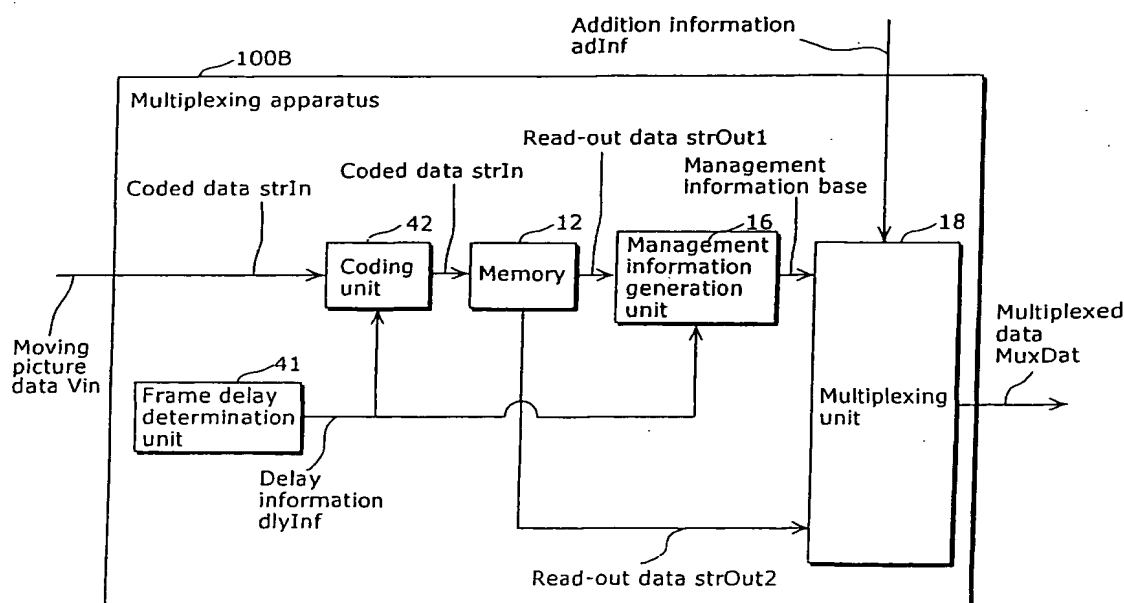 Addition information
adInf
100B
Multiplexing apparatus
Read-out data strOut1
Coded data strIn
Management
information base
Coded data strIn
42
12
16
18
Coding
unit
Memory
Management
information
generation
unit
Multiplexed
data
MuxDat
Moving
picture
data Vin
41
Frame delay
determination
unit
Multiplexing
unit
Delay
information
dlyInf
Read-out data strOut2